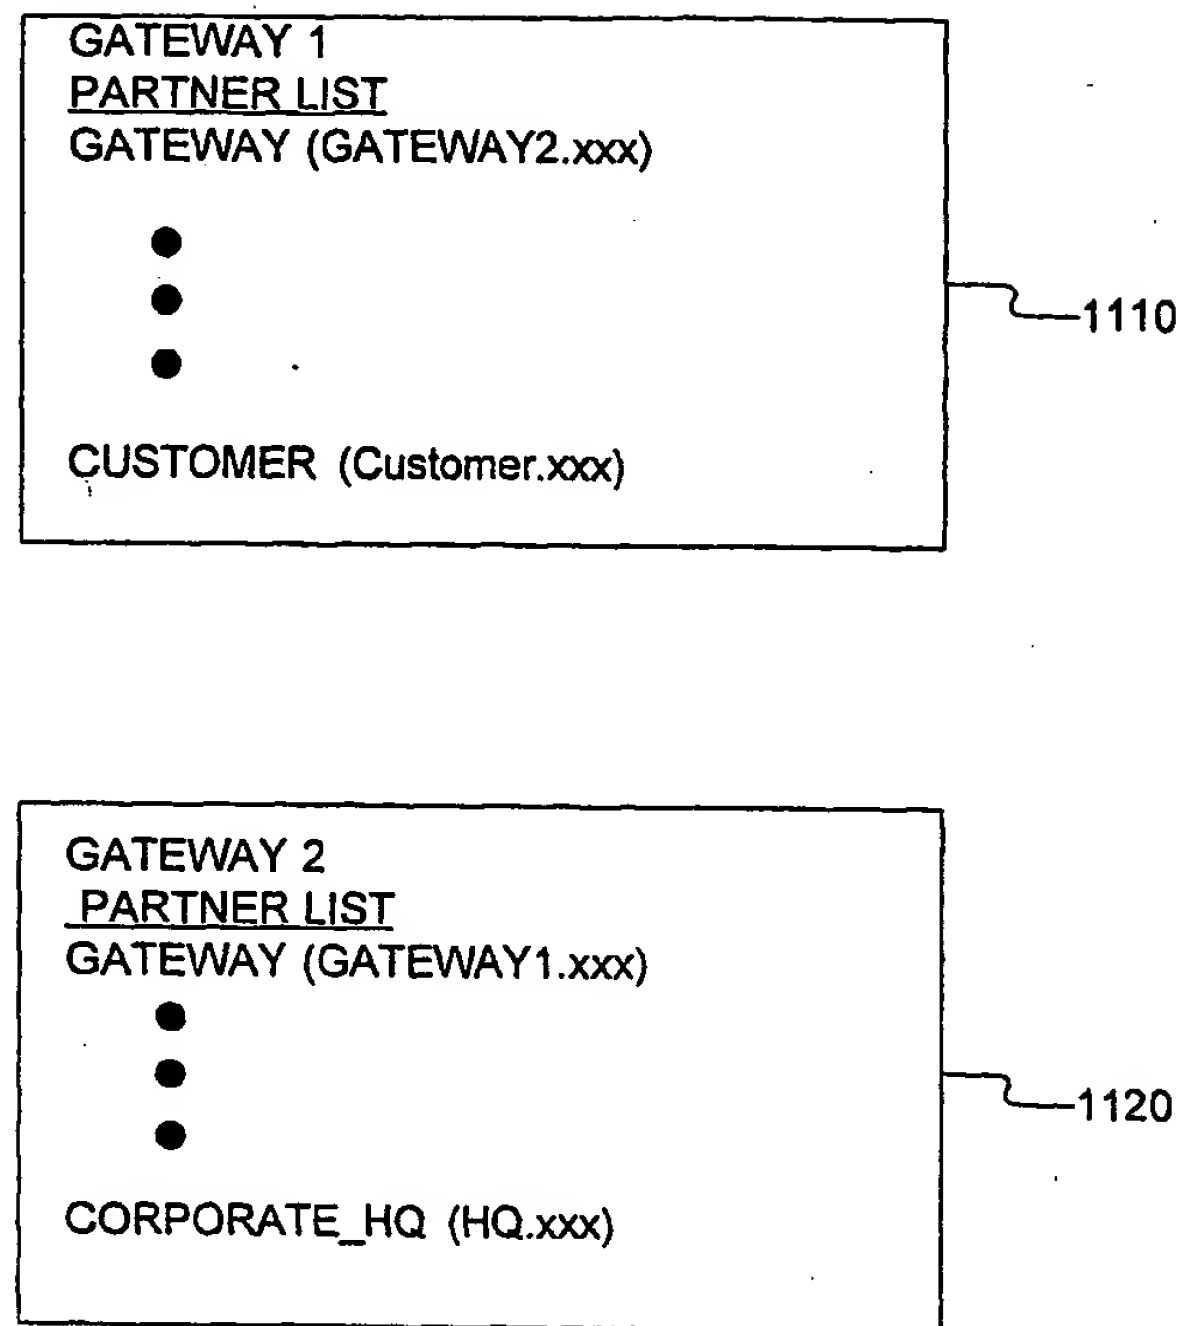 GATEWAY 1
PARTNER LIST
GATEWAY (GATEWAY2.xxx)
1110
CUSTOMER (Customer.xxx)
GATEWAY 2
PARTNER LIST
GATEWAY (GATEWAY1.xxx)
1120
CORPORATE_HQ (HQ.xxx)